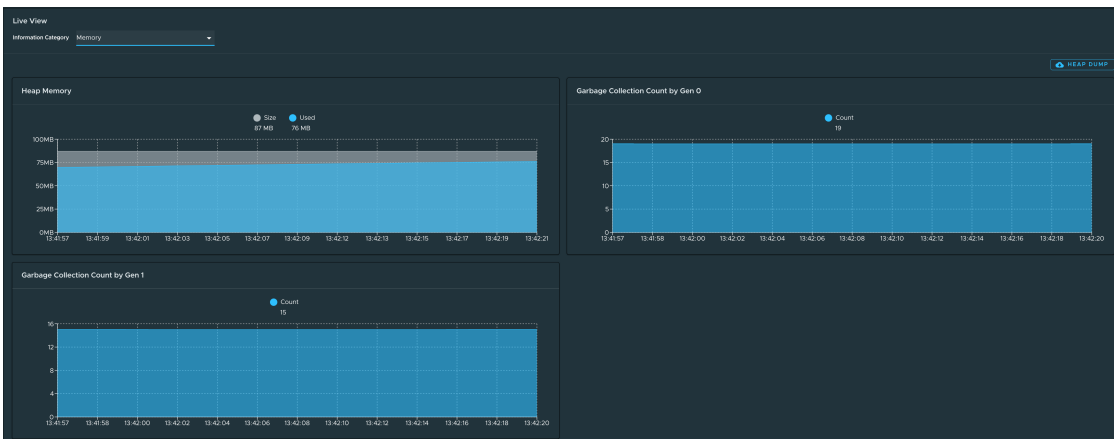 Live View
Information Category Memory
HEAP DUMP
Heap Memory
Size Used
87 MB 76 MB
100MB
75MB
50MB
25MB
0MB
13:41:57 13:41:59 13:42:01 13:42:03 13:42:05 13:42:07 13:42:09 13:42:12 13:42:13 13:42:15 13:42:17 13:42:19 13:42:21
Garbage Collection Count by Gen 0
Count
19
20
15
10
5
0
13:41:57 13:41:58 13:42:00 13:42:02 13:42:04 13:42:06 13:42:08 13:42:10 13:42:12 13:42:14 13:42:16 13:42:18 13:42:20
Garbage Collection Count by Gen 1
Count
15
16
12
8
4
0
13:41:57 13:41:58 13:42:00 13:42:02 13:42:04 13:42:06 13:42:08 13:42:10 13:42:12 13:42:14 13:42:16 13:42:18 13:42:20